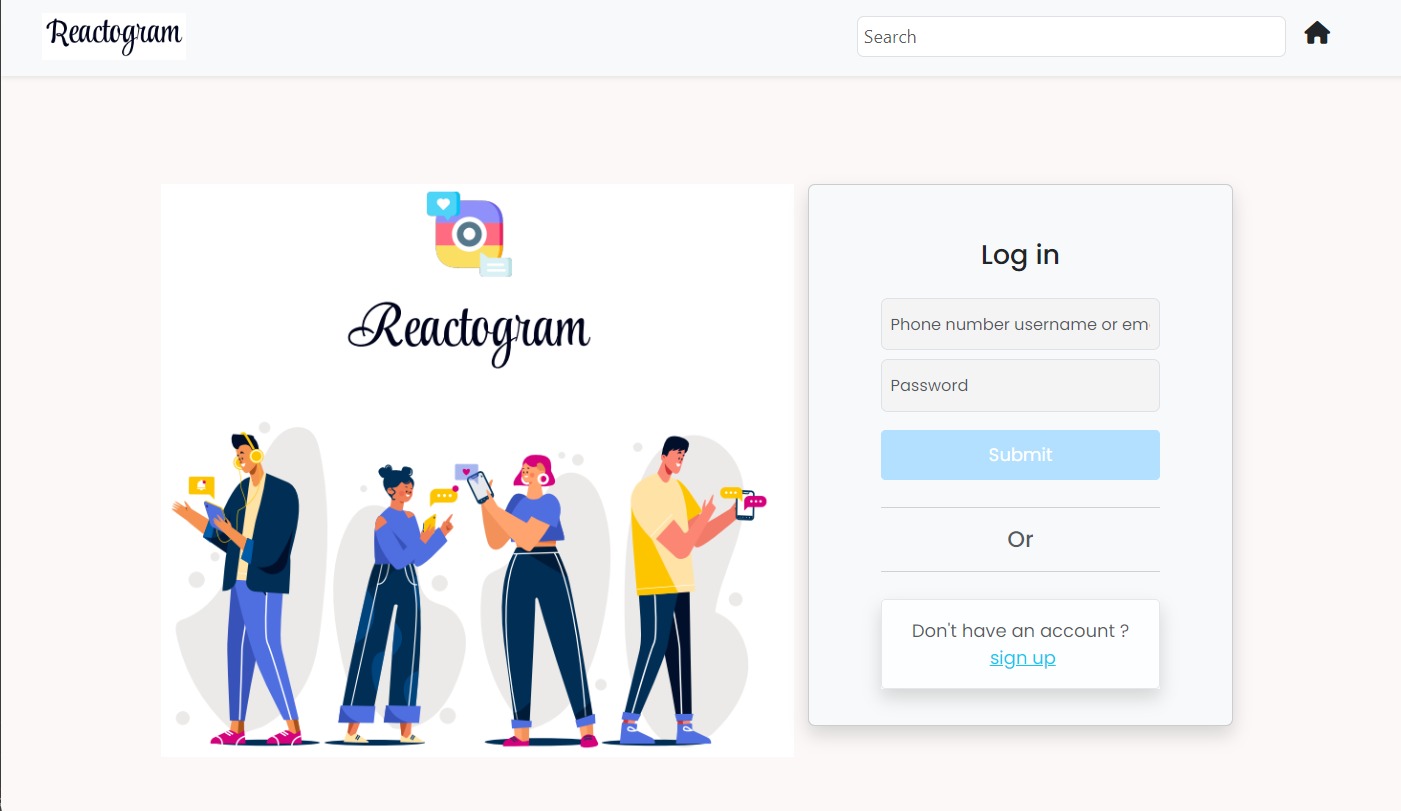 Reactogram
Search
Reactogram
Log in
Phone number username or em
Password
Submit
Or
Don't have an account ?
sign up